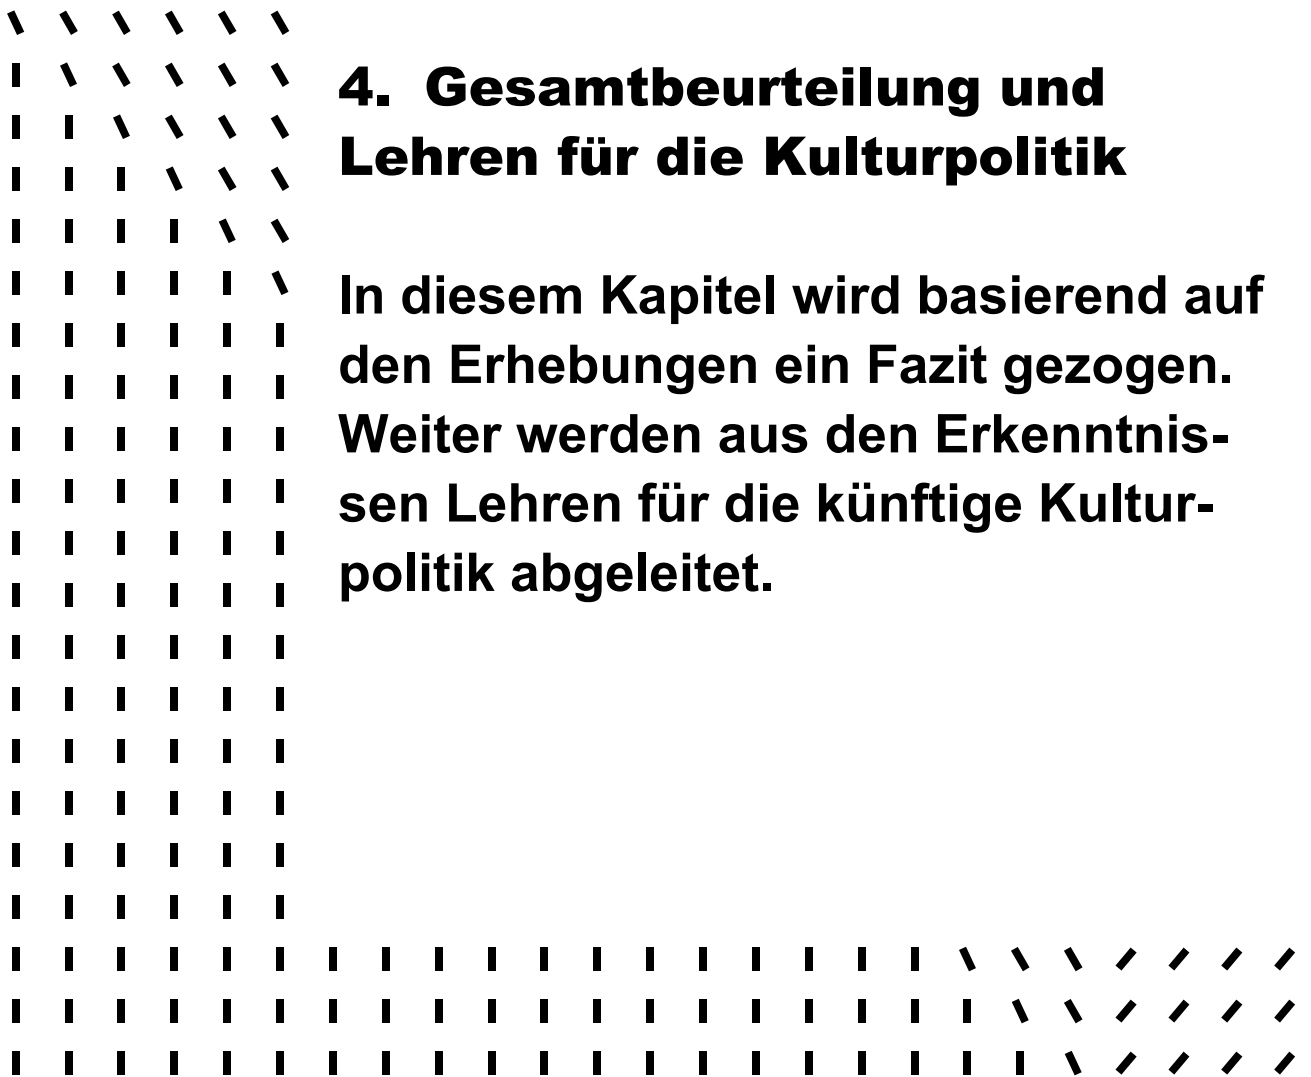 4. Gesamtbeurteilung und
Lehren für die Kulturpolitik
In diesem Kapitel wird basierend auf
den Erhebungen ein Fazit gezogen.
Weiter werden aus den Erkenntnis-
sen Lehren für die künftige Kultur-
politik abgeleitet.